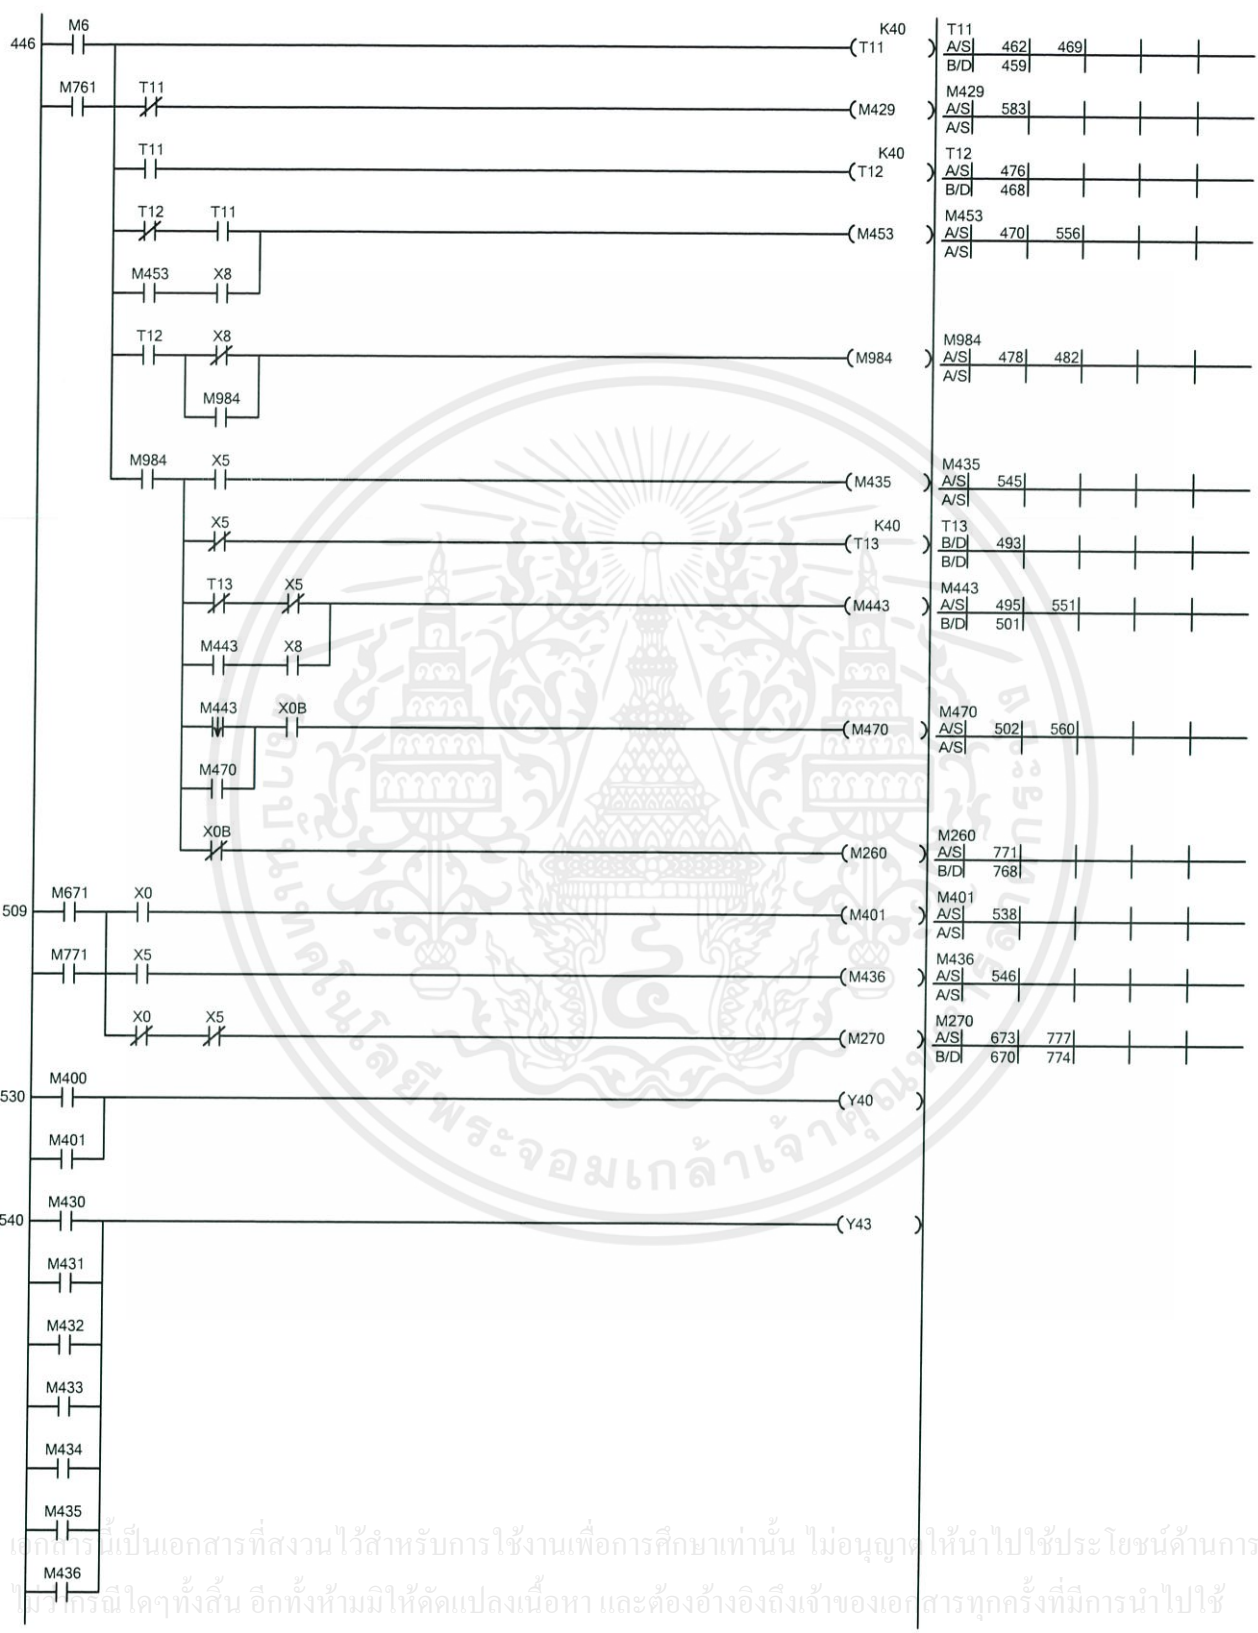 M6 K40 T11
446 (T11 ) A/S 462 469
B/D 459
M761 T11 M429
(M429 ) A/S 583
A/S
T11 K40 T12
(T12 ) A/S 476
B/D 468
T12 T11 M453
(M453 ) A/S 470 556
A/S
M453 X8
T12 X8 M984
(M984 ) A/S 478 482
A/S
M984
M984 X5 M435
(M435 ) A/S 545
A/S
X5 K40 T13
(T13 ) B/D 493
B/D
T13 X5 M443
(M443 ) A/S 495 551
B/D 501
M443 X8
M443 X0B M470
(M470 ) A/S 502 560
A/S
M470
X0B M260
(M260 ) A/S 771
B/D 768
M671 X0 M401
509 (M401 ) A/S 538
A/S
M771 X5 M436
(M436 ) A/S 546
A/S
X0 X5 M270
(M270 ) A/S 673 777
B/D 670 774
M400
530 (Y40 )
M401
M430
540 (Y43 )
M431
M432
M433
M434
M435
เอกสารนี้เป็นเอกสารที่สงวนไว้สำหรับการใช้งานเพื่อการศึกษาเท่านั้น ไม่อนุญาตให้นำไปใช้ประโยชน์ด้านการ
M436
ไม่ว่ากรณีใดๆทั้งสิ้น อีกทั้งห้ามมิให้ดัดแปลงเนื้อหา และต้องอ้างอิงถึงเจ้าของเอกสารทุกครั้งที่มีการนำไปใช้